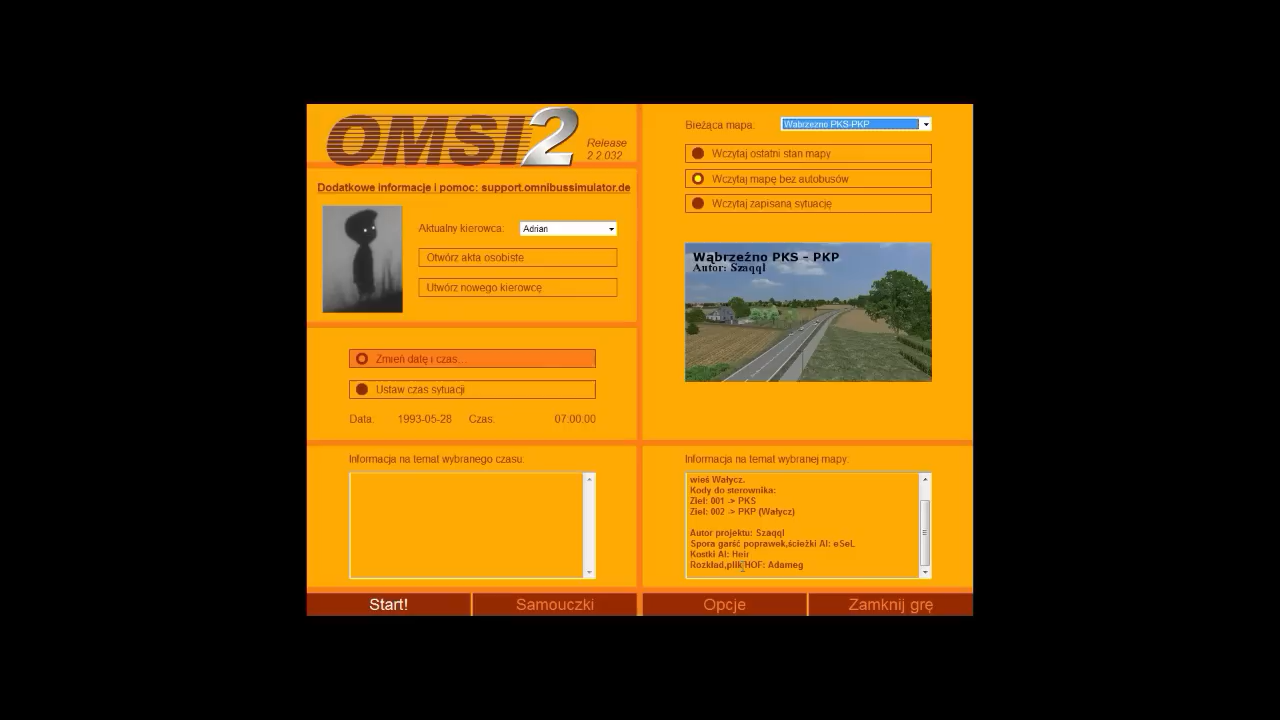 OMSI 2
Release
2.2.032
Dodatkowe informacje i pomoc: support.omnibussimulator.de
Aktualny kierowca:
Adrian
Otwórz akta osobiste
Utwórz nowego kierowcę
Zmień datę i czas...
Ustaw czas sytuacji
Data:
1993-05-28
Czas:
07:00:00
Informacja na temat wybranego czasu:
Bieżąca mapa:
Wabrzezno PKS-PKP
Wczytaj ostatni stan mapy
Wczytaj mapę bez autobusów
Wczytaj zapisaną sytuację
Wąbrzeźno PKS - PKP
Autor: Szaqql
Informacja na temat wybranej mapy:
wieś Wałycz.
Kody do sterownika:
Ziel: 001 -> PKS
Ziel: 002 -> PKP (Wałycz)
Autor projektu: Szaqql
Spora garść poprawek,ścieżki AI: eSeL
Kostki AI: Heir
Rozkład,plik HOF: Adameg
Start!
Samouczki
Opcje
Zamknij grę